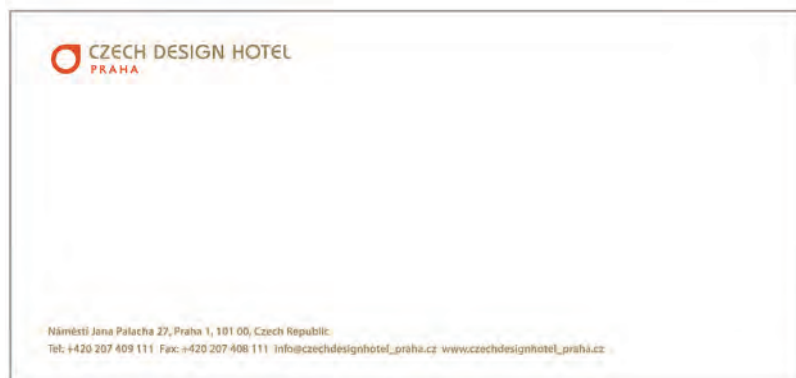 CZECH DESIGN HOTEL
PRAHA
Náměstí Jana Palacha 27, Praha 1, 101 00, Czech Republic
Tel: +420 207 409 111 Fax: +420 207 408 111 info@czechdesignhotel_praha.cz www.czechdesignhotel_praha.cz